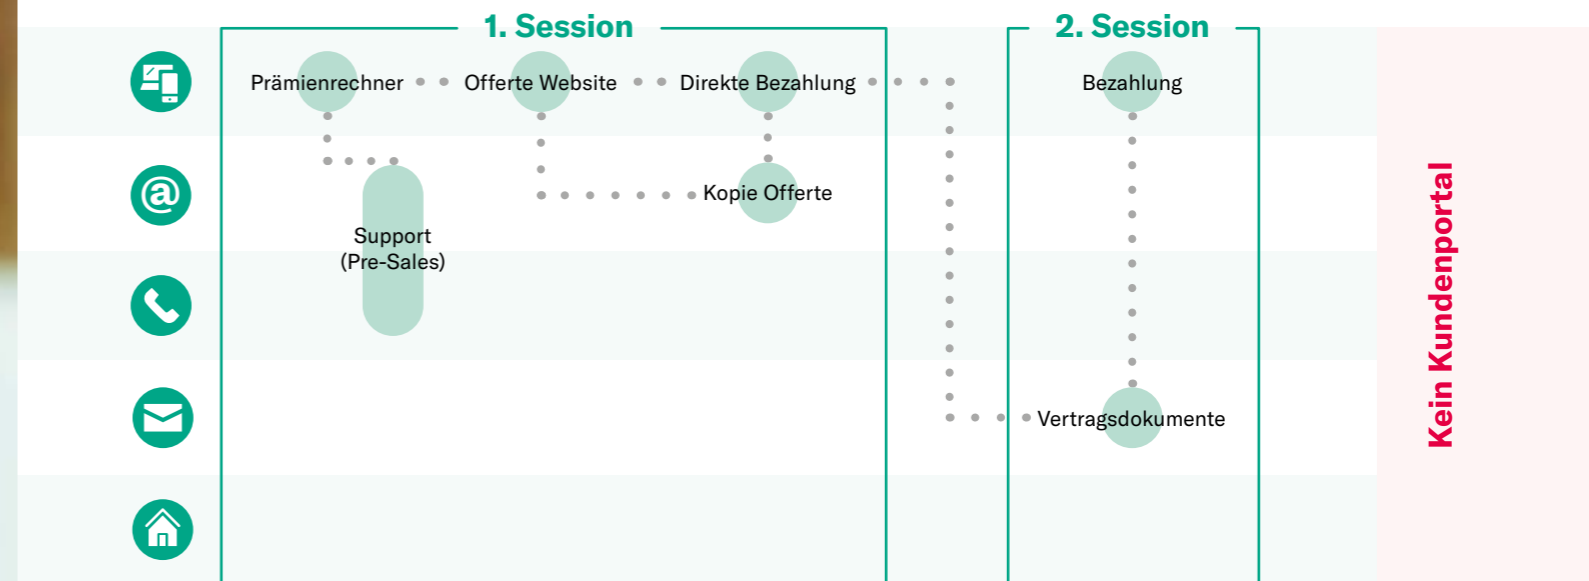 1. Session
2. Session
Prämienrechner
Offerte Website
Direkte Bezahlung
Bezahlung
Kopie Offerte
Support
(Pre-Sales)
Vertragsdokumente
Kein Kundenportal